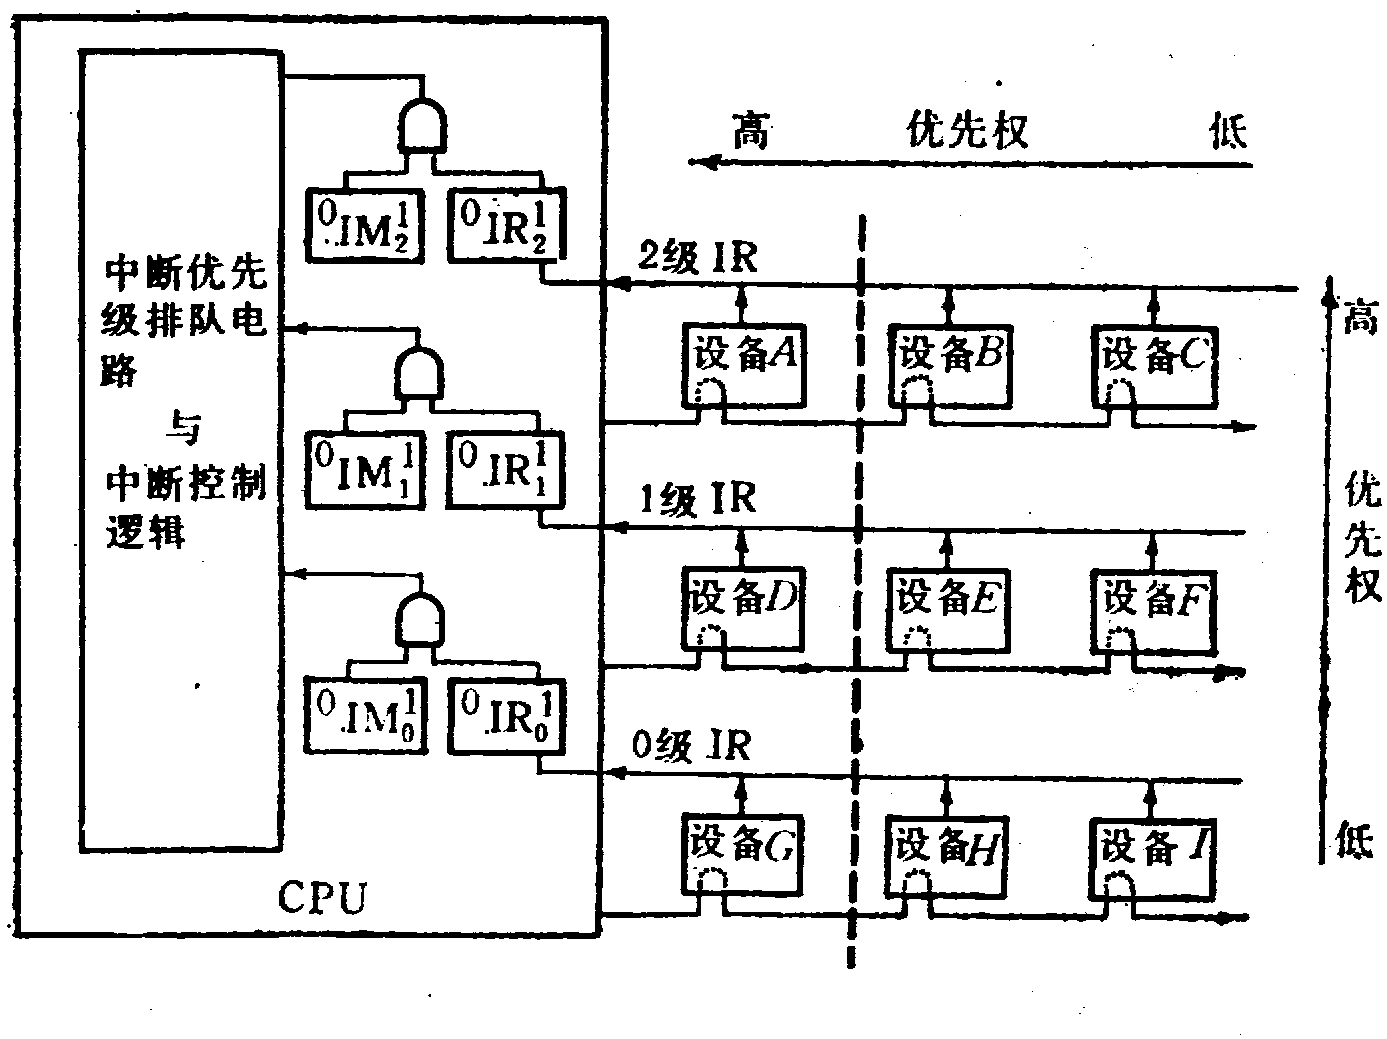 高 优先权 低
0 IM2 1
0 IR2 1
2级 IR
中断优先
级排队电
路
与
中断控制
逻辑
设备A
设备B
设备C
高
优
先
权
低
0 IM1 1
0 IR1 1
1级 IR
设备D
设备E
设备F
0 IM0 1
0 IR0 1
0级 IR
设备G
设备H
设备I
CPU